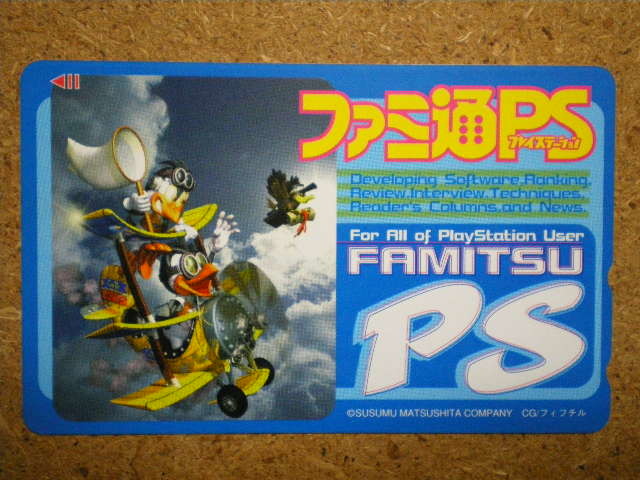 ファミ通PS
プレイステーション
Developing Software,Ranking,
Review,Interview,Techniques,
Reader's Columns,and News.
For All of PlayStation User
FAMITSU
PS
©SUSUMU MATSUSHITA COMPANY CG/フィフチル